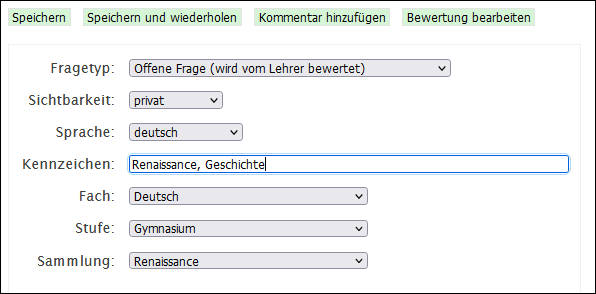 Speichern Speichern und wiederholen Kommentar hinzufügen Bewertung bearbeiten
Fragetyp: Offene Frage (wird vom Lehrer bewertet)
Sichtbarkeit: privat
Sprache: deutsch
Kennzeichen: Renaissance, Geschichte
Fach: Deutsch
Stufe: Gymnasium
Sammlung: Renaissance